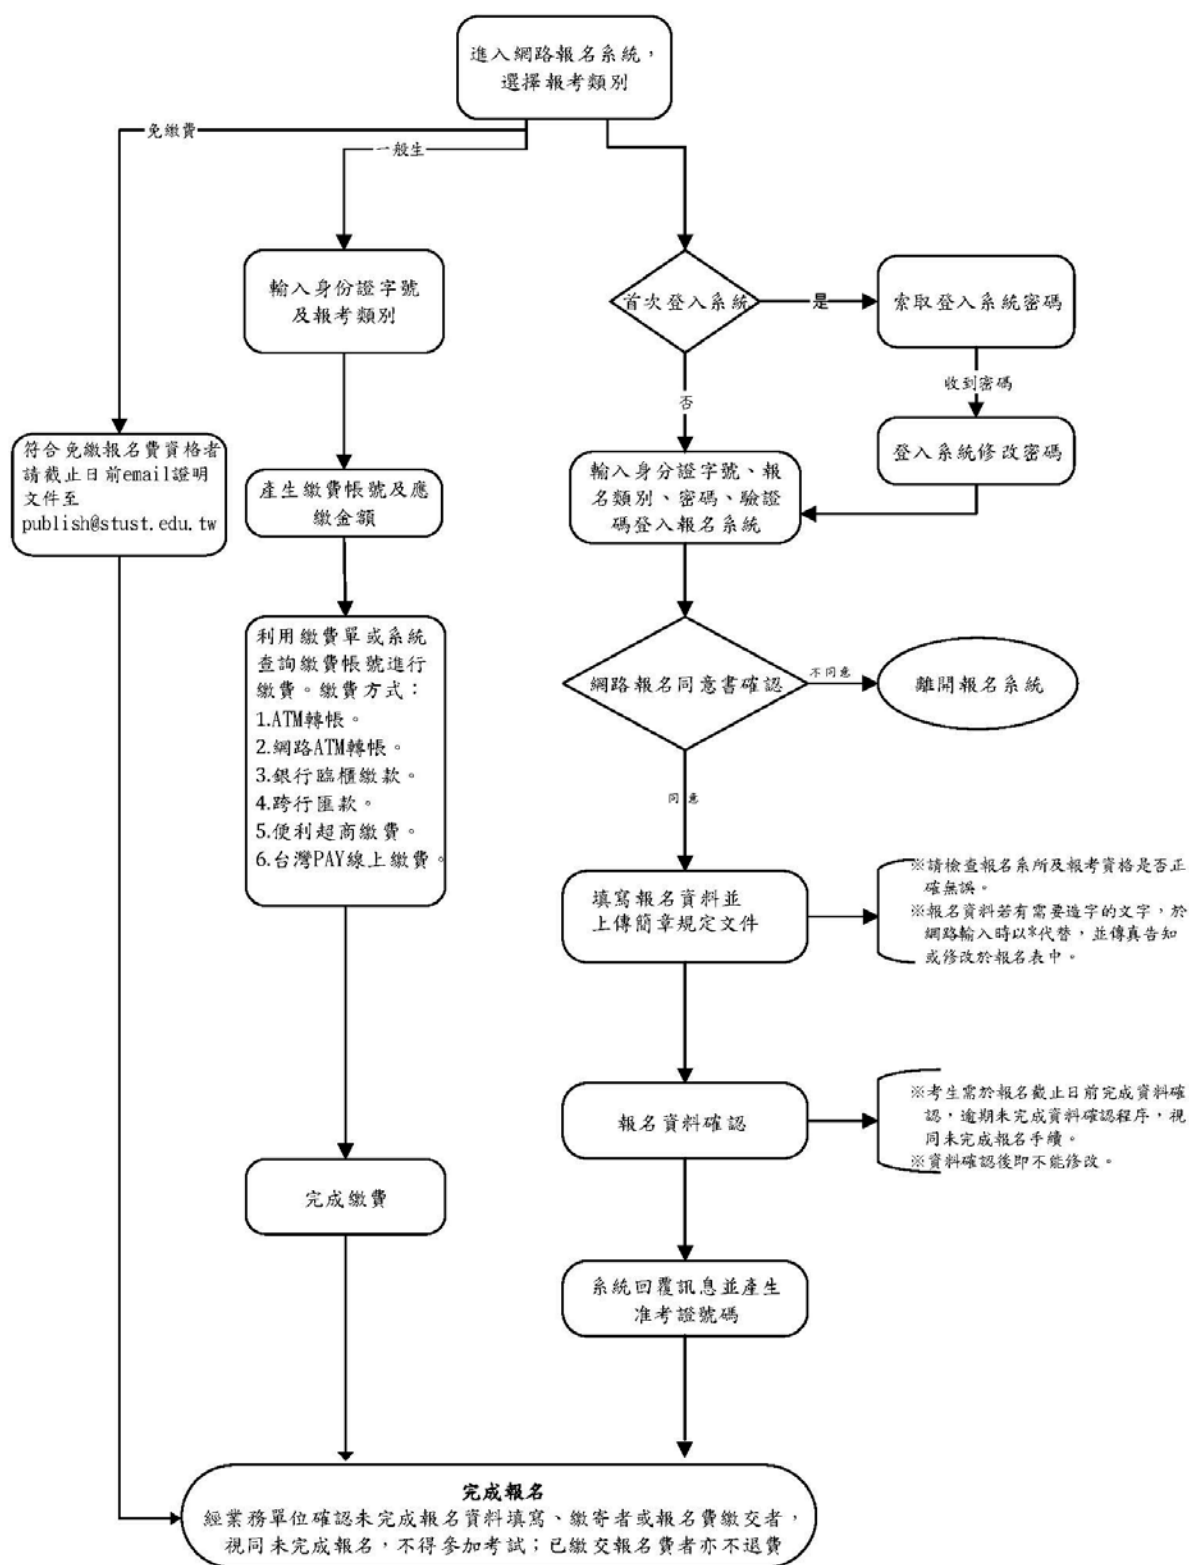 進入網路報名系統，
選擇報考類別
免繳費
一般生
輸入身份證字號
及報考類別
首次登入系統
是
索取登入系統密碼
收到密碼
否
登入系統修改密碼
符合免繳報名費資格者
請截止日前email證明
文件至
publish@stust.edu.tw
產生繳費帳號及應
繳金額
輸入身分證字號、報
名類別、密碼、驗證
碼登入報名系統
利用繳費單或系統
查詢繳費帳號進行
繳費。繳費方式：
1.ATM轉帳。
2.網路ATM轉帳。
3.銀行臨櫃繳款。
4.跨行匯款。
5.便利超商繳費。
6.台灣PAY線上繳費。
網路報名同意書確認
不同意
離開報名系統
同意
填寫報名資料並
上傳簡章規定文件
※請檢查報名系所及報考資格是否正
確無誤。
※報名資料若有需要造字的文字，於
網路輸入時以*代替，並傳真告知
或修改於報名表中。
報名資料確認
※考生需於報名截止日前完成資料確
認，逾期未完成資料確認程序，視
同未完成報名手續。
※資料確認後即不能修改。
完成繳費
系統回覆訊息並產生
准考證號碼
完成報名
經業務單位確認未完成報名資料填寫、繳寄者或報名費繳交者，
視同未完成報名，不得參加考試；已繳交報名費者亦不退費